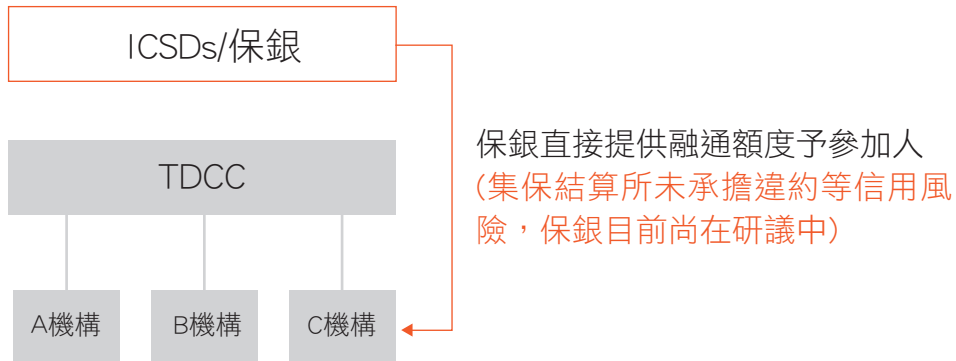 ICSDs/保銀
TDCC
A機構
B機構
C機構
保銀直接提供融通額度予參加人
(集保結算所未承擔違約等信用風
險，保銀目前尚在研議中)